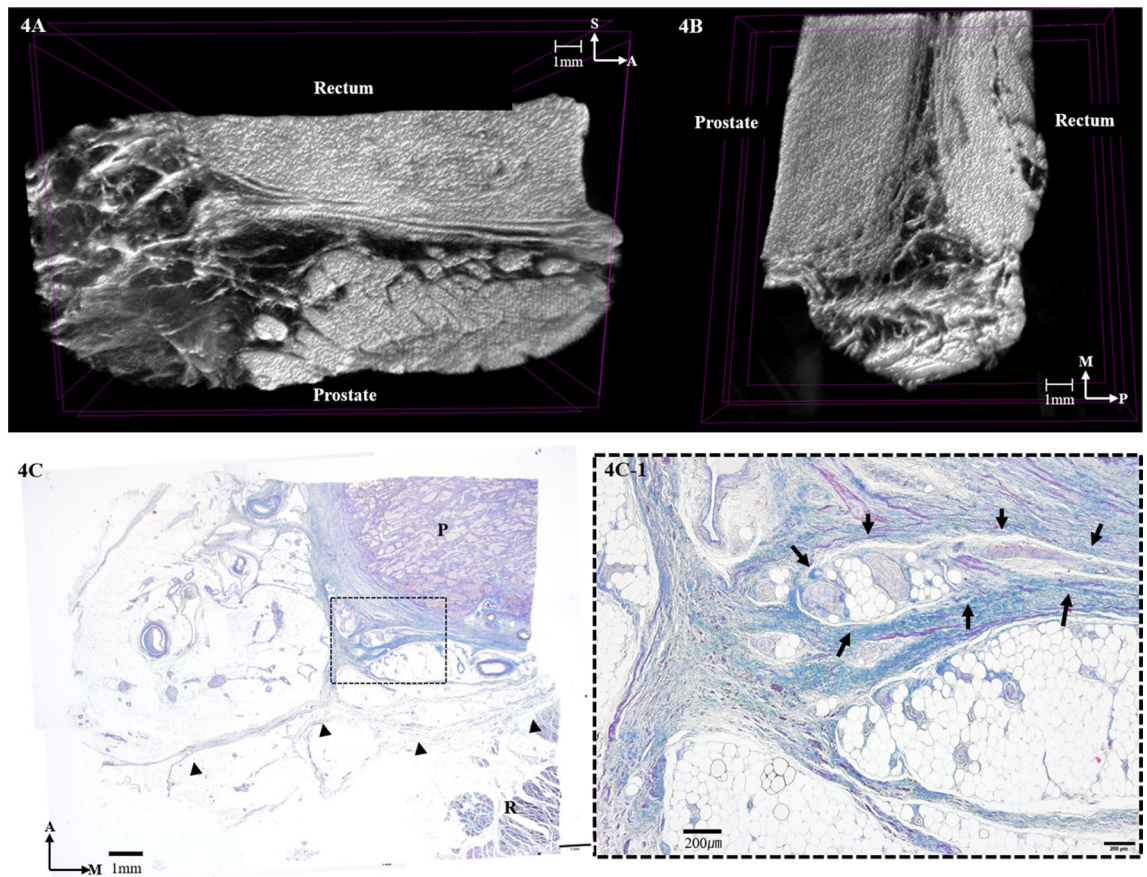 4A
S
A
1mm
Rectum
Prostate
4B
Prostate
Rectum
M
P
1mm
4C
P
R
A
M
1mm
4C-1
200μm
200 μm